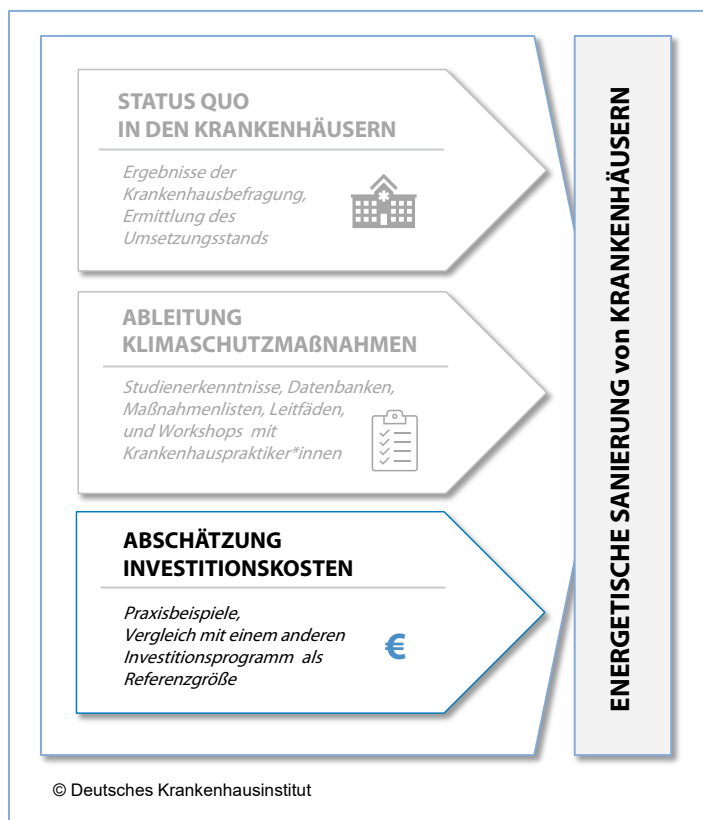 STATUS QUO
IN DEN KRANKENHÄUSERN
Ergebnisse der
Krankenhausbefragung,
Ermittlung des
Umsetzungsstands
ABLEITUNG
KLIMASCHUTZMAßNAHMEN
Studienerkenntnisse, Datenbanken,
Maßnahmenlisten, Leitfäden,
und Workshops mit
Krankenhauspraktiker*innen
ABSCHÄTZUNG
INVESTITIONSKOSTEN
Praxisbeispiele,
Vergleich mit einem anderen
Investitionsprogramm als
Referenzgröße
€
ENERGETISCHE SANIERUNG von KRANKENHÄUSERN
© Deutsches Krankenhausinstitut